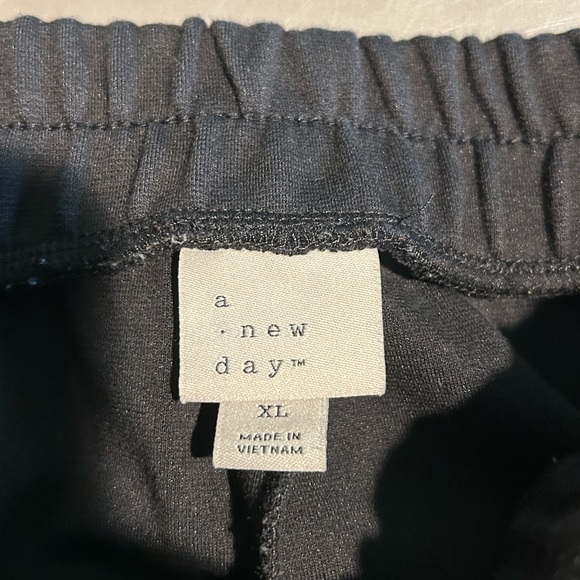 a
· new
day™
XL
MADE IN
VIETNAM